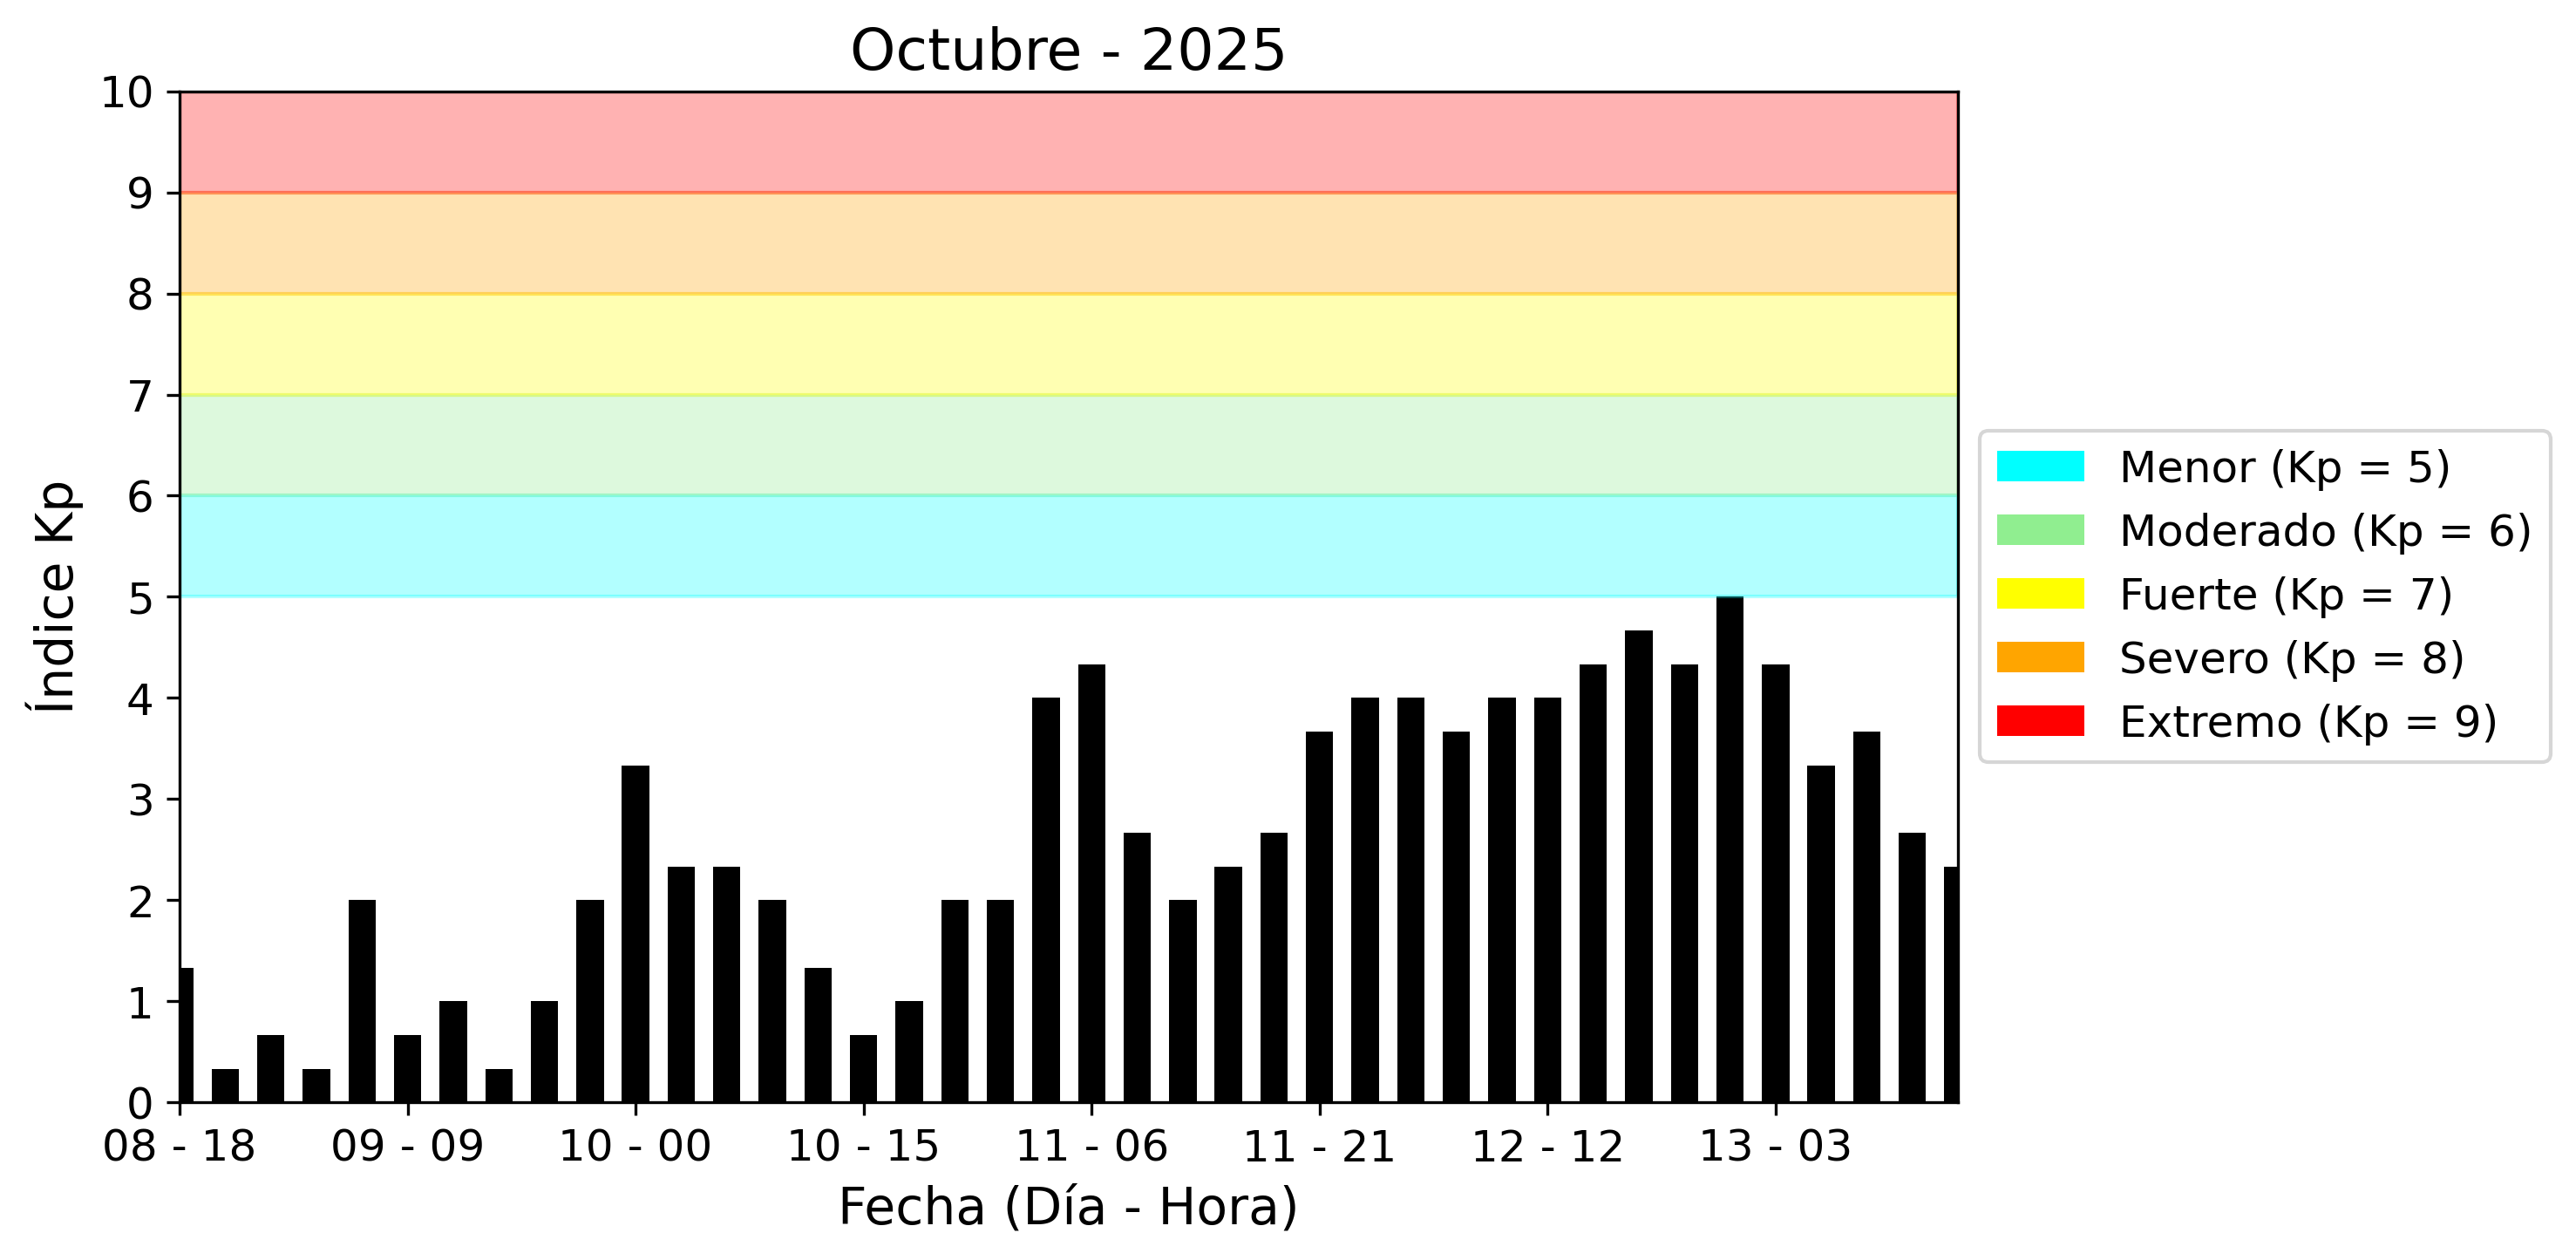 Octubre - 2025
10
9
8
7
6
5
4
3
2
1
0
Índice Kp
08 - 18 09 - 09 10 - 00 10 - 15 11 - 06 11 - 21 12 - 12 13 - 03
Fecha (Día - Hora)
Menor (Kp = 5)
Moderado (Kp = 6)
Fuerte (Kp = 7)
Severo (Kp = 8)
Extremo (Kp = 9)